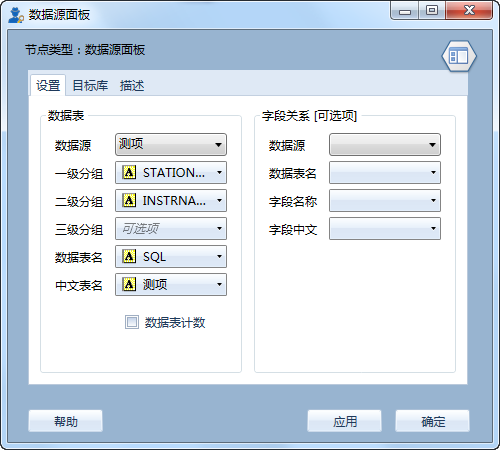 数据源面板
节点类型：数据源面板
设置 目标库 描述
数据表
数据源 测项
一级分组 A STATION...
二级分组 A INSTRNA...
三级分组 可选项
数据表名 A SQL
中文表名 A 测项
数据表计数
字段关系 [可选项]
数据源
数据表名
字段名称
字段中文
帮助 应用 确定